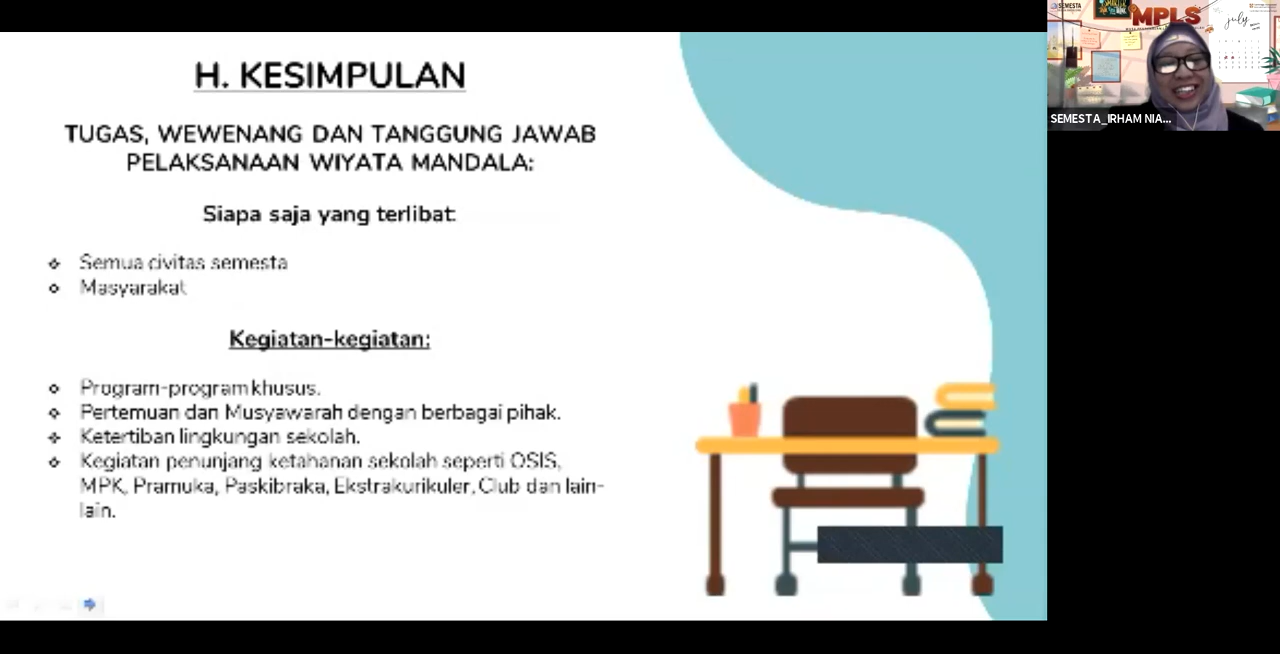 H. KESIMPULAN
TUGAS, WEWENANG DAN TANGGUNG JAWAB
PELAKSANAAN WIYATA MANDALA:
Siapa saja yang terlibat:
❖ Semua civitas semesta
❖ Masyarakat
Kegiatan-kegiatan:
❖ Program-program khusus.
❖ Pertemuan dan Musyawarah dengan berbagai pihak.
❖ Ketertiban lingkungan sekolah.
❖ Kegiatan penunjang ketahanan sekolah seperti OSIS,
MPK, Pramuka, Paskibraka, Ekstrakurikuler, Club dan lain-
lain.
SEMESTA
MPLS
july
SEMESTA_IRHAM NIA...